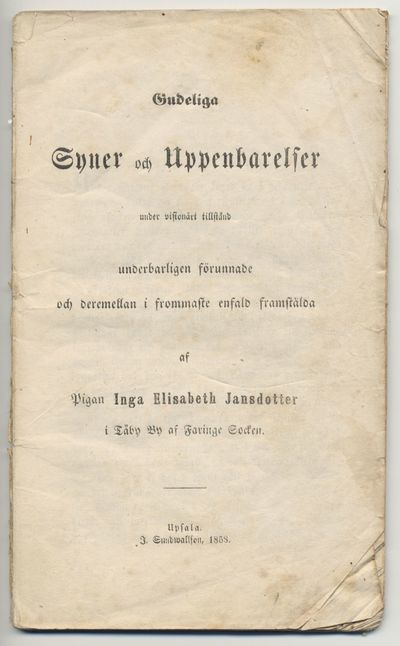 Gudeliga
Syner och Uppenbarelser
under visionärt tillstånd
underbarligen förunnade
och deremellan i frommaste enfald framstälda
af
Pigan Inga Elisabeth Jansdotter
i Täby By af Faringe Socken.
Upsala.
J. Sundwallson, 1858.